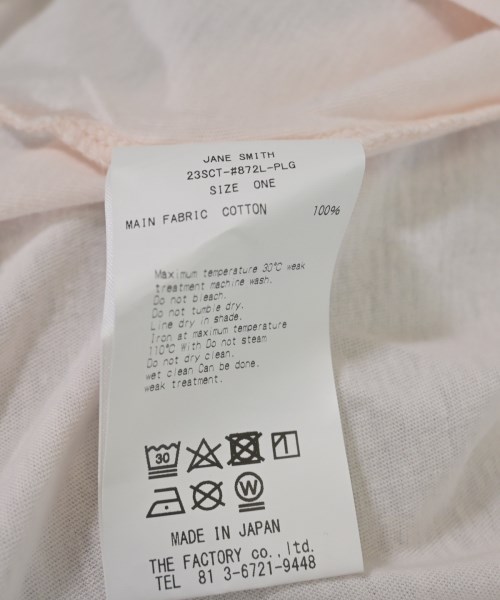 JANE SMITH
23SCT-#872L-PLG
SIZE ONE
MAIN FABRIC COTTON 100%
Maximum temperature 30℃ weak
treatment machine wash.
Do not bleach.
Do not tumble dry.
Line dry in shade.
Iron at maximum temperature
110℃ With Do not steam
Do not dry clean.
wet clean Can be done.
weak treatment.
30
W
MADE IN JAPAN
THE FACTORY co.,ltd.
TEL 81 3-6721-9448